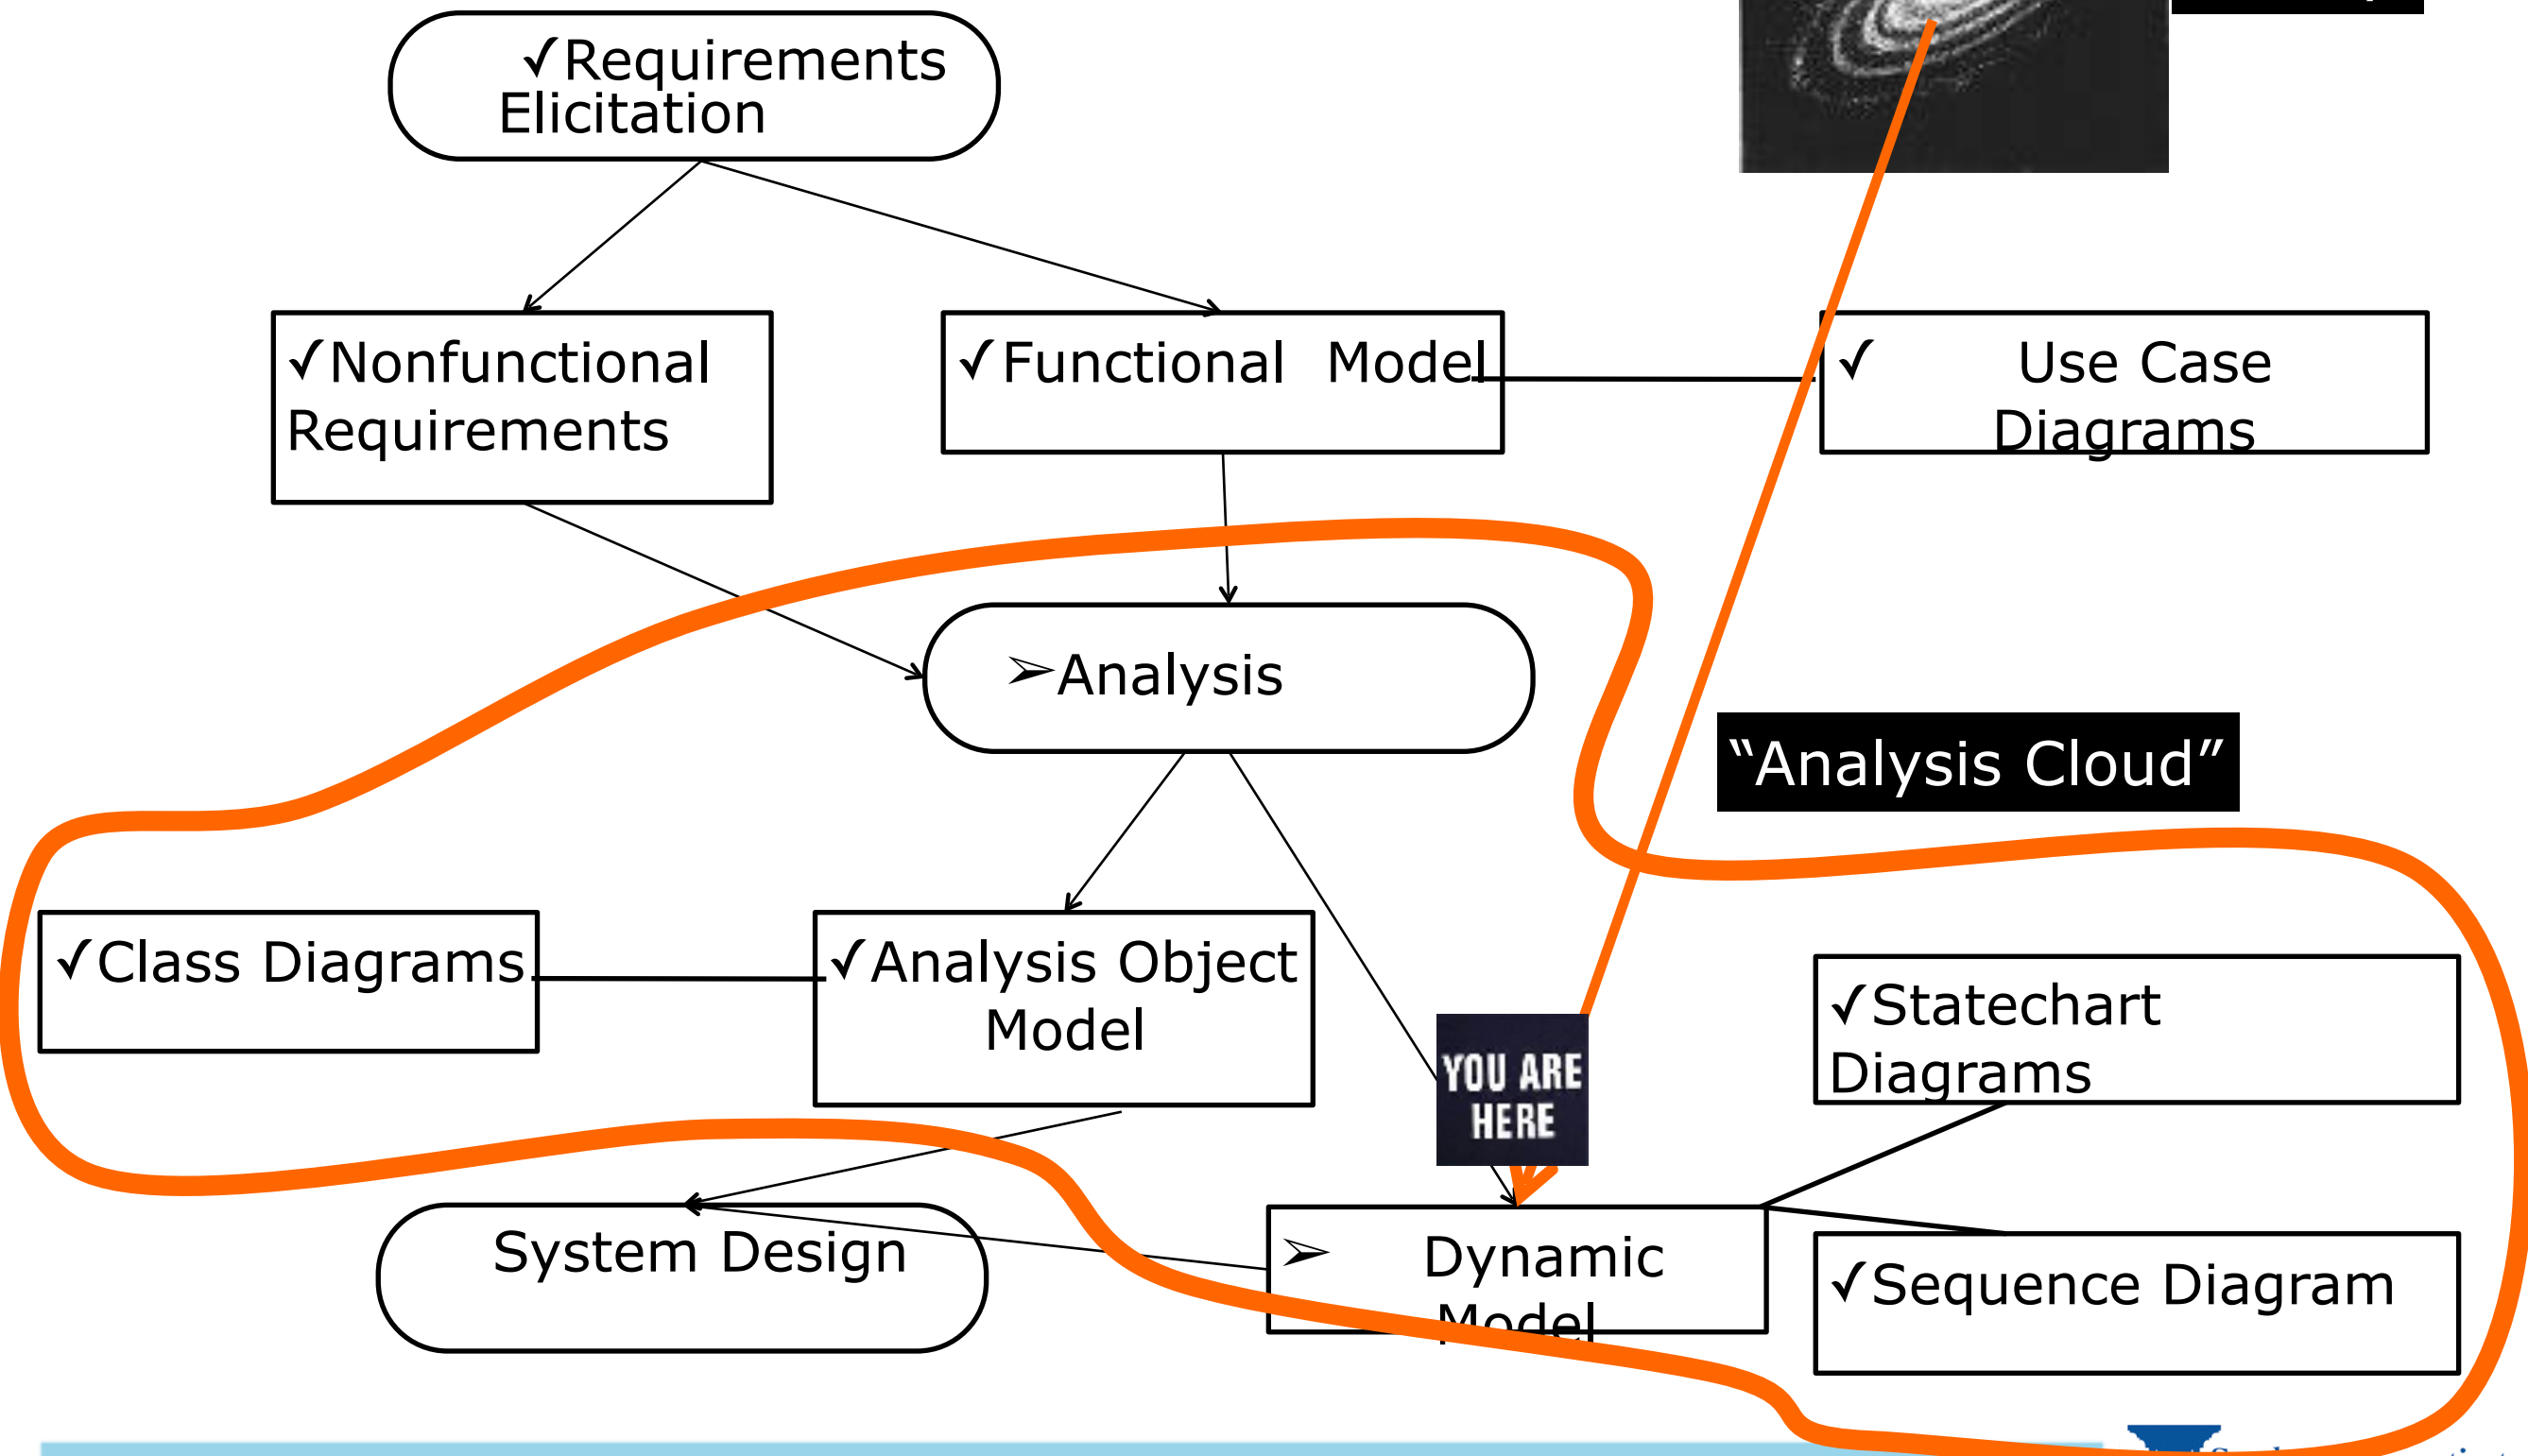 ✓Requirements
Elicitation
✓Nonfunctional
Requirements
✓Functional Model
✓ Use Case
Diagrams
➢Analysis
“Analysis Cloud”
✓Class Diagrams
✓Analysis Object
Model
YOU ARE
HERE
✓Statechart
Diagrams
System Design
➢ Dynamic
Model
✓Sequence Diagram